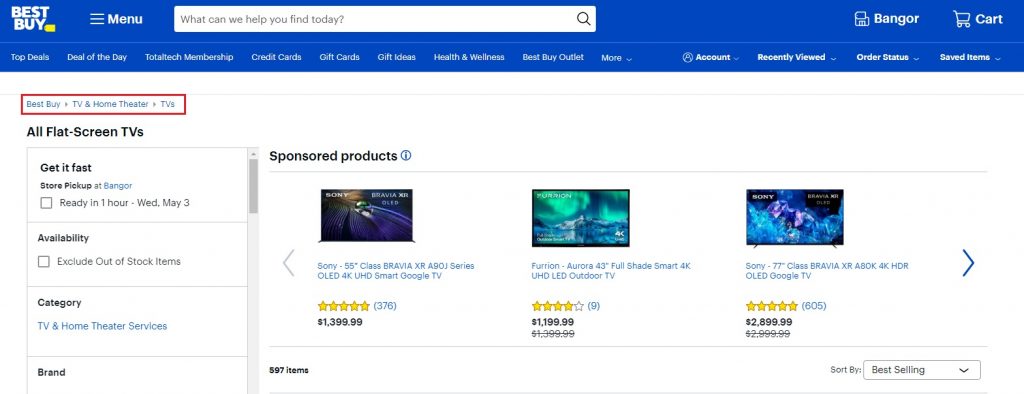 BEST
BUY
Menu
What can we help you find today?
Bangor
Cart
Top Deals
Deal of the Day
Totaltech Membership
Credit Cards
Gift Cards
Gift Ideas
Health & Wellness
Best Buy Outlet
More
Account
Recently Viewed
Order Status
Saved Items
Best Buy
TV & Home Theater
TVs
All Flat-Screen TVs
Get it fast
Store Pickup at Bangor
Ready in 1 hour - Wed, May 3
Availability
Exclude Out of Stock Items
Category
TV & Home Theater Services
Brand
Sponsored products
SONY
BRAVIA XR
OLED
Sony - 55" Class BRAVIA XR A90J Series
OLED 4K UHD Smart Google TV
(376)
$1,399.99
FURRION
4K
Furrion - Aurora 43" Full Shade Smart 4K
UHD LED Outdoor TV
(9)
$1,199.99
$1,399.99
SONY
BRAVIA XR
OLED
Sony - 77" Class BRAVIA XR A80K 4K HDR
OLED Google TV
(605)
$2,899.99
$2,999.99
597 items
Sort By:
Best Selling